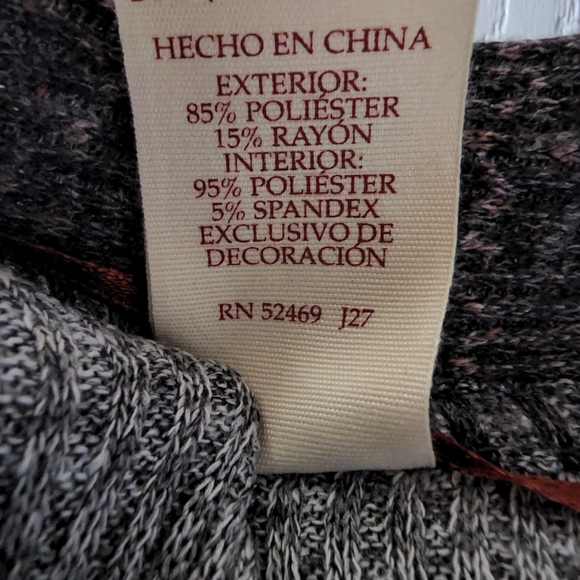 HECHO EN CHINA
EXTERIOR:
85% POLIÉSTER
15% RAYÓN
INTERIOR:
95% POLIÉSTER
5% SPANDEX
EXCLUSIVO DE
DECORACIÓN
RN 52469 J27